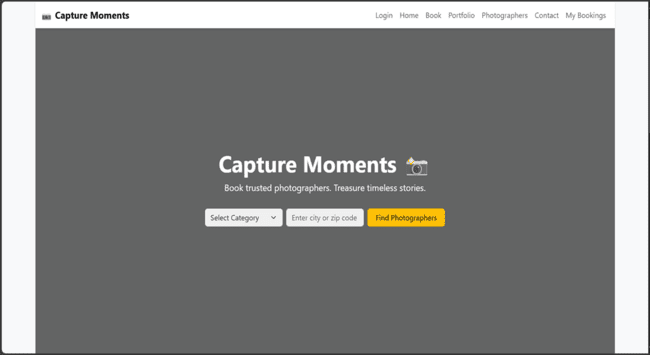 Capture Moments
Login Home Book Portfolio Photographers Contact My Bookings
Capture Moments
Book trusted photographers. Treasure timeless stories.
Select Category Enter city or zip code Find Photographers